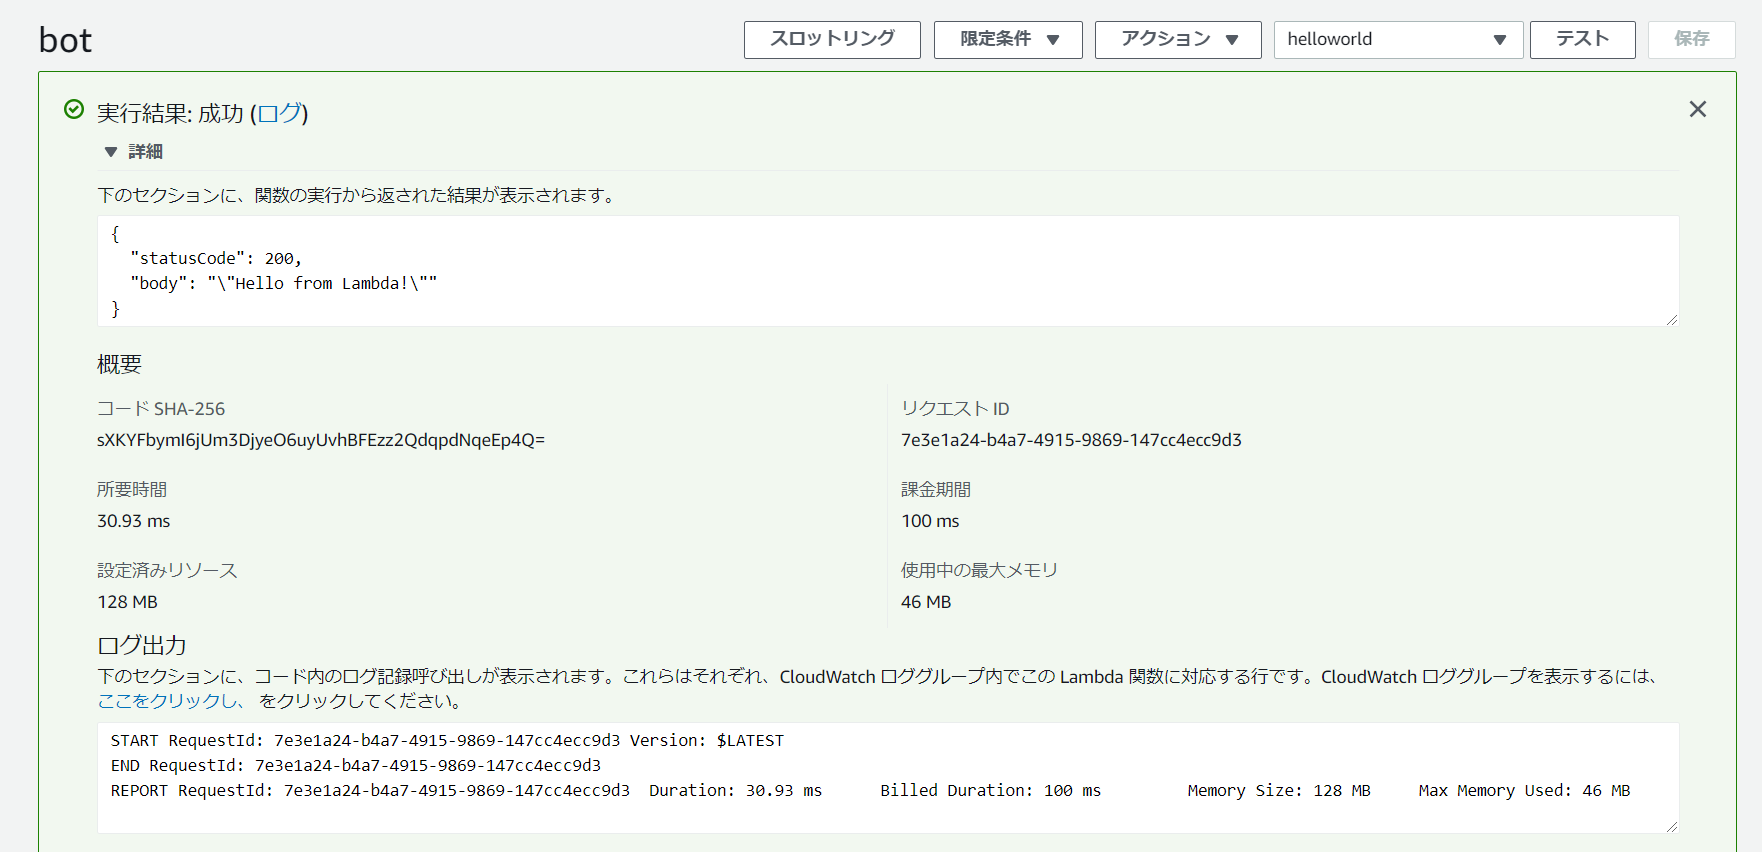 bot
スロットリング 限定条件 ▼ アクション ▼ helloworld ▼ テスト 保存
実行結果: 成功 (ログ)
▼ 詳細
下のセクションに、関数の実行から返された結果が表示されます。
{
  "statusCode": 200,
  "body": "\"Hello from Lambda!\""
}
概要
コード SHA-256 リクエスト ID
sXKYFbymI6jUm3DjyeO6uyUvhBFEzz2QdqpdNqeEp4Q= 7e3e1a24-b4a7-4915-9869-147cc4ecc9d3
所要時間 課金期間
30.93 ms 100 ms
設定済みリソース 使用中の最大メモリ
128 MB 46 MB
ログ出力
下のセクションに、コード内のログ記録呼び出しが表示されます。これらはそれぞれ、CloudWatch ロググループ内でこの Lambda 関数に対応する行です。CloudWatch ロググループを表示するには、
ここをクリックし、 をクリックしてください。
START RequestId: 7e3e1a24-b4a7-4915-9869-147cc4ecc9d3 Version: $LATEST
END RequestId: 7e3e1a24-b4a7-4915-9869-147cc4ecc9d3
REPORT RequestId: 7e3e1a24-b4a7-4915-9869-147cc4ecc9d3 Duration: 30.93 ms Billed Duration: 100 ms Memory Size: 128 MB Max Memory Used: 46 MB